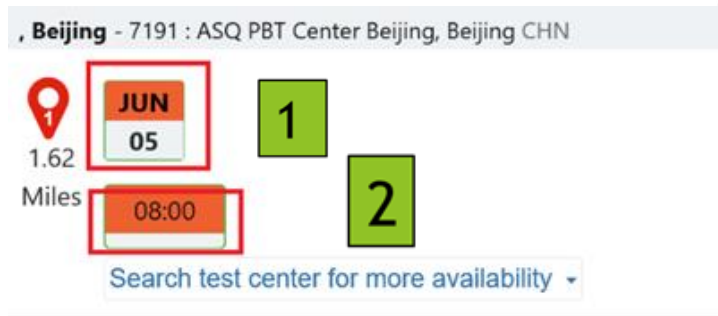 , Beijing - 7191 : ASQ PBT Center Beijing, Beijing CHN
1
JUN
05
1
1.62
Miles
08:00
2
Search test center for more availability